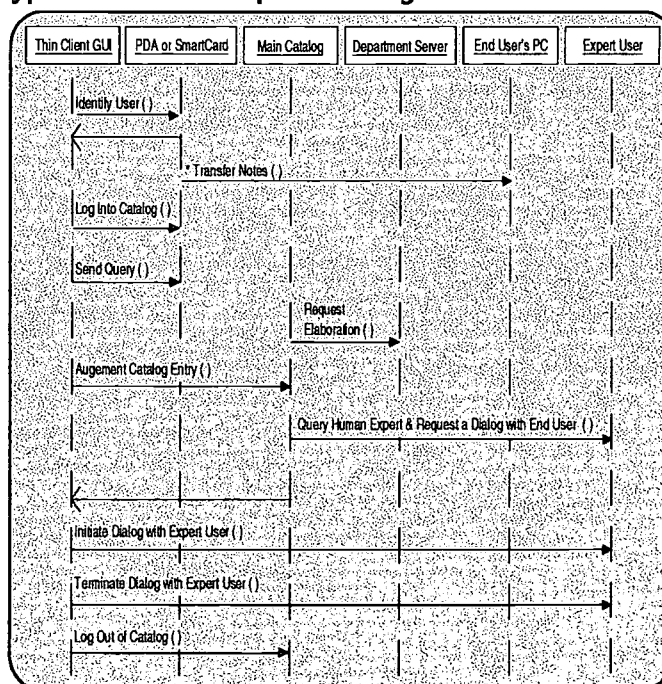 Thin Client GUI
PDA or SmartCard
Main Catalog
Department Server
End User's PC
Expert User
Identify User ( )
* Transfer Notes ( )
Log Into Catalog ( )
Send Query ( )
Request
Elaboration ( )
Augement Catalog Entry ( )
Query Human Expert & Request a Dialog with End User ( )
Initiate Dialog with Expert User ( )
Terminate Dialog with Expert User ( )
Log Out of Catalog ( )